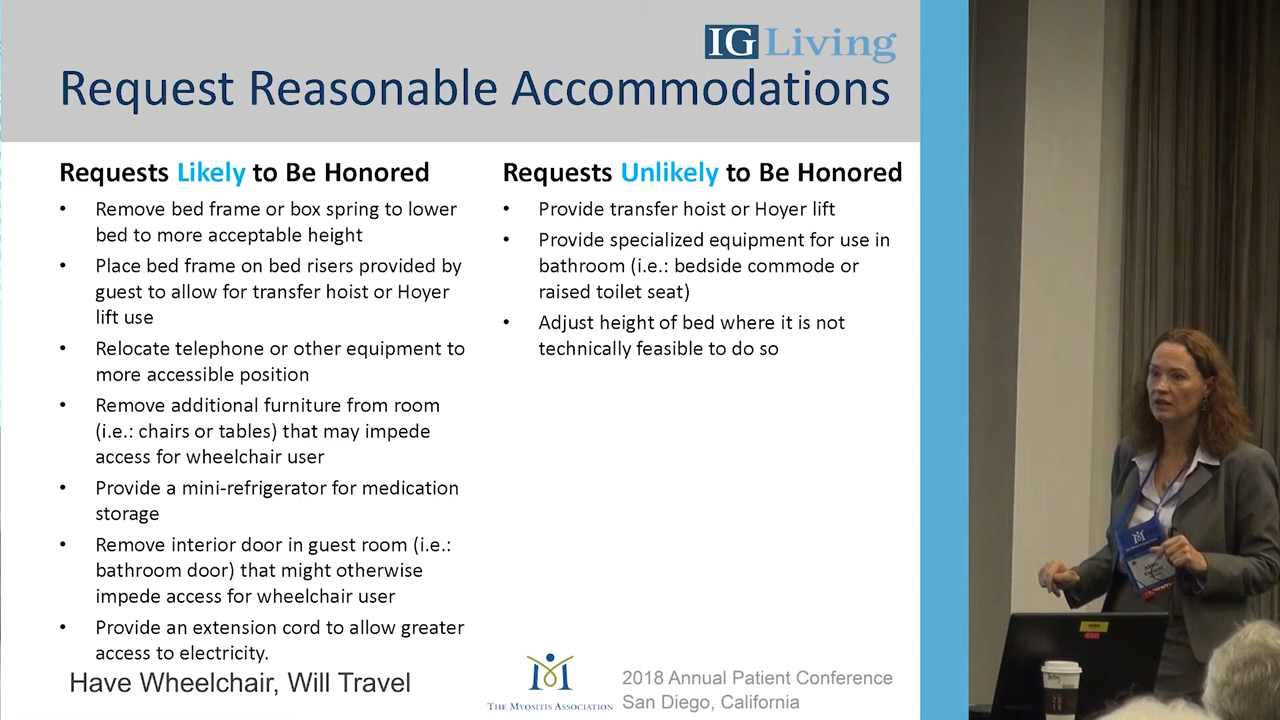 IG Living
Request Reasonable Accommodations
Requests Likely to Be Honored
• Remove bed frame or box spring to lower
bed to more acceptable height
• Place bed frame on bed risers provided by
guest to allow for transfer hoist or Hoyer
lift use
• Relocate telephone or other equipment to
more accessible position
• Remove additional furniture from room
(i.e.: chairs or tables) that may impede
access for wheelchair user
• Provide a mini-refrigerator for medication
storage
• Remove interior door in guest room (i.e.:
bathroom door) that might otherwise
impede access for wheelchair user
• Provide an extension cord to allow greater
access to electricity.
Requests Unlikely to Be Honored
• Provide transfer hoist or Hoyer lift
• Provide specialized equipment for use in
bathroom (i.e.: bedside commode or
raised toilet seat)
• Adjust height of bed where it is not
technically feasible to do so
Have Wheelchair, Will Travel
THE MYOSITIS ASSOCIATION
2018 Annual Patient Conference
San Diego, California